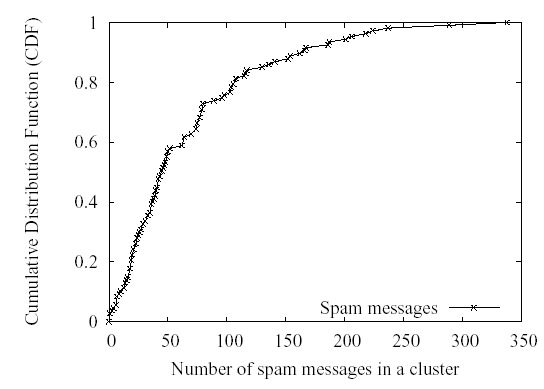 Cumulative Distribution Function (CDF)
1
0.8
0.6
0.4
0.2
0
0 50 100 150 200 250 300 350
Spam messages
Number of spam messages in a cluster